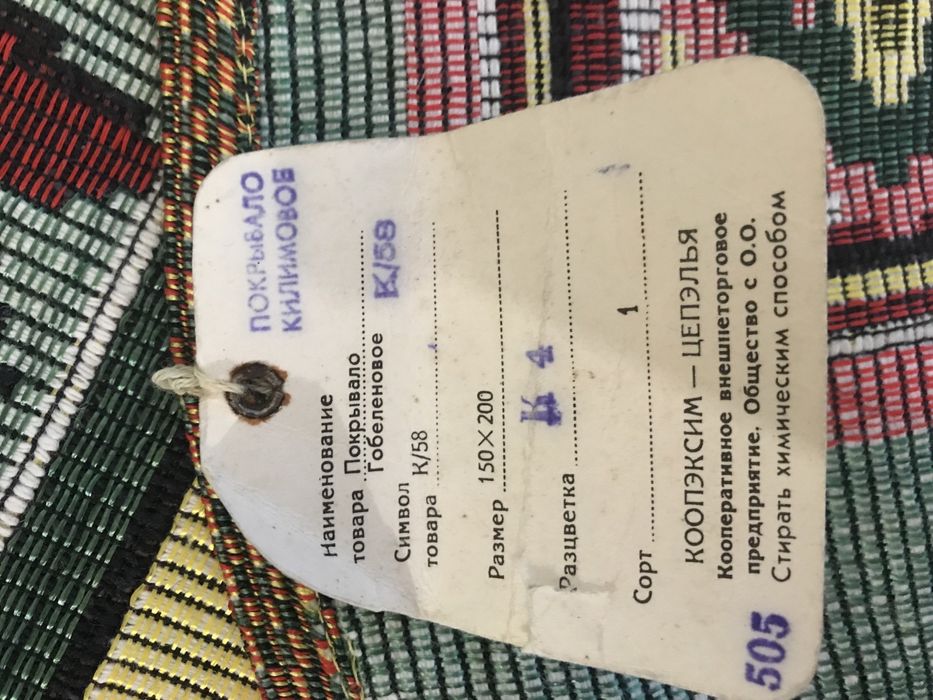 ПОКРЫВАЛО
КИЛИМОВОЕ
Наименование
товара Покрывало
Гобеленовое К/58
Символ
товара К/58
Размер 150×200
К 4
Разцветка
Сорт 1
КООПЭКСИМ — ЦЕПЭЛЬЯ
Кооперативное внешнеторговое
предприятие. Общество с о.о.
Стирать химическим способом
505